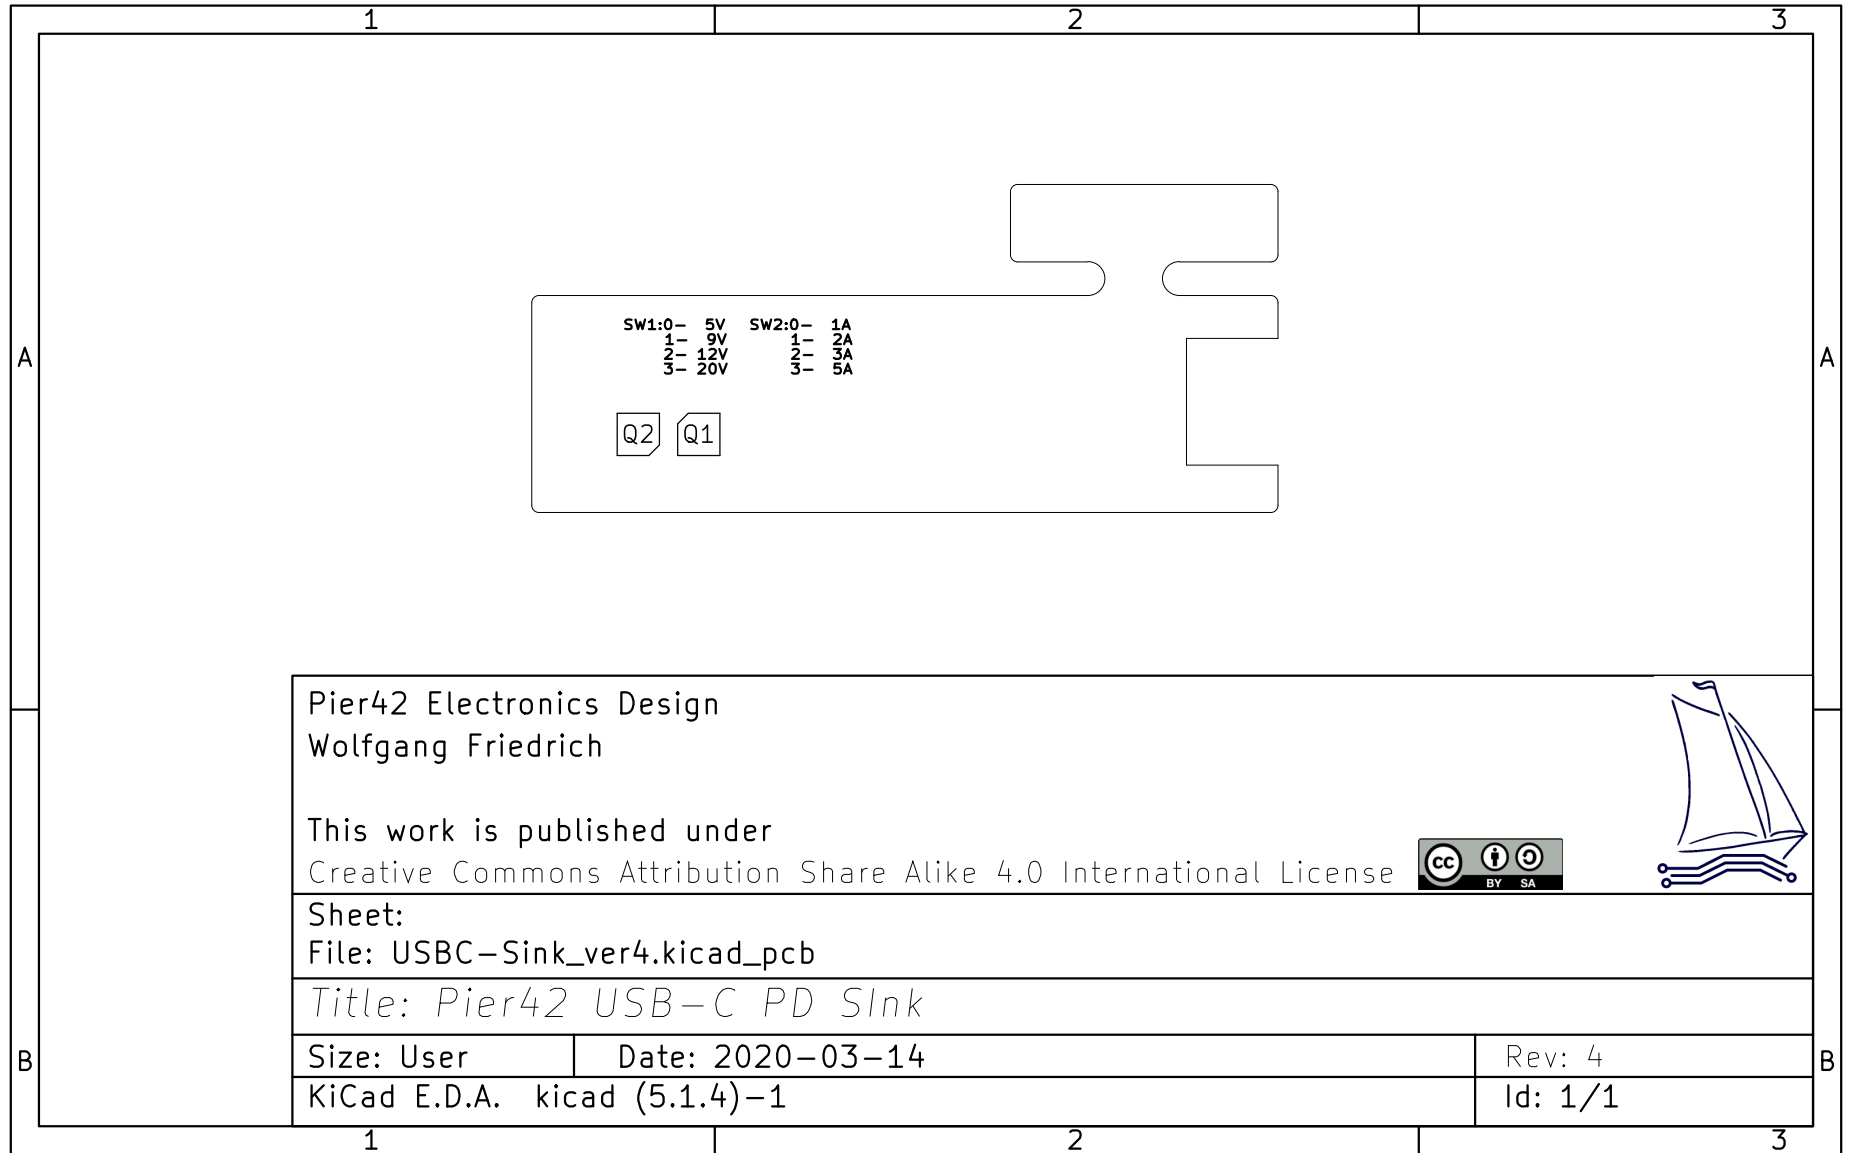 1 2 3
A A
SW1:0- 5V SW2:0- 1A
1- 9V 1- 2A
2- 12V 2- 3A
3- 20V 3- 5A
Q2 Q1
Pier42 Electronics Design
Wolfgang Friedrich
This work is published under
Creative Commons Attribution Share Alike 4.0 International License
cc BY SA
Sheet:
File: USBC-Sink_ver4.kicad_pcb
Title: Pier42 USB-C PD SInk
Size: User Date: 2020-03-14 Rev: 4
B B
KiCad E.D.A. kicad (5.1.4)-1 Id: 1/1
1 2 3